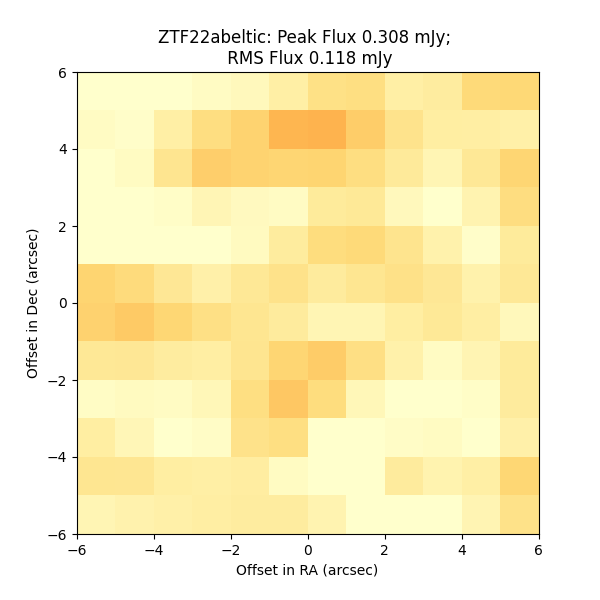 ZTF22abeltic: Peak Flux 0.308 mJy;
RMS Flux 0.118 mJy
6
4
2
0
−2
−4
−6
Offset in Dec (arcsec)
−6 −4 −2 0 2 4 6
Offset in RA (arcsec)